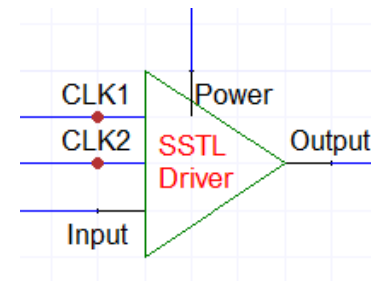 CLK1
Power
CLK2
SSTL
Driver
Output
Input